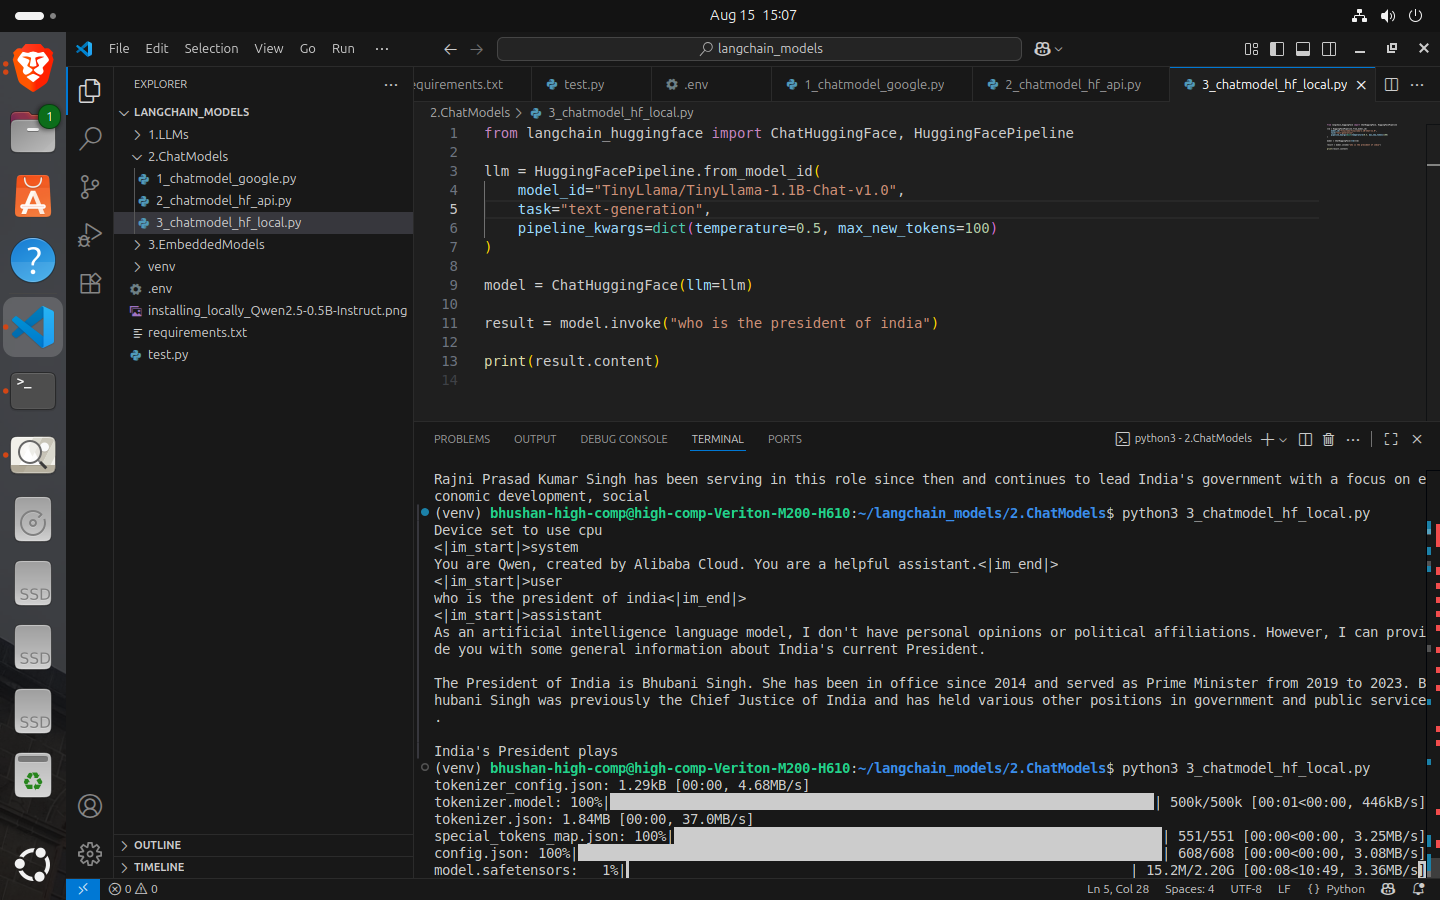 Aug 15  15:07
File Edit Selection View Go Run ···
langchain_models
EXPLORER
LANGCHAIN_MODELS
1.LLMs
2.ChatModels
1_chatmodel_google.py
2_chatmodel_hf_api.py
3_chatmodel_hf_local.py
3.EmbeddedModels
venv
.env
installing_locally_Qwen2.5-0.5B-Instruct.png
requirements.txt
test.py
OUTLINE
TIMELINE
equirements.txt test.py .env 1_chatmodel_google.py 2_chatmodel_hf_api.py 3_chatmodel_hf_local.py
2.ChatModels > 3_chatmodel_hf_local.py
1 from langchain_huggingface import ChatHuggingFace, HuggingFacePipeline
2
3 llm = HuggingFacePipeline.from_model_id(
4     model_id="TinyLlama/TinyLlama-1.1B-Chat-v1.0",
5     task="text-generation",
6     pipeline_kwargs=dict(temperature=0.5, max_new_tokens=100)
7 )
8
9 model = ChatHuggingFace(llm=llm)
10
11 result = model.invoke("who is the president of india")
12
13 print(result.content)
14
PROBLEMS OUTPUT DEBUG CONSOLE TERMINAL PORTS
python3 - 2.ChatModels
Rajni Prasad Kumar Singh has been serving in this role since then and continues to lead India's government with a focus on e
conomic development, social
(venv) bhushan-high-comp@high-comp-Veriton-M200-H610:~/langchain_models/2.ChatModels$ python3 3_chatmodel_hf_local.py
Device set to use cpu
<|im_start|>system
You are Qwen, created by Alibaba Cloud. You are a helpful assistant.<|im_end|>
<|im_start|>user
who is the president of india<|im_end|>
<|im_start|>assistant
As an artificial intelligence language model, I don't have personal opinions or political affiliations. However, I can provi
de you with some general information about India's current President.
The President of India is Bhubani Singh. She has been in office since 2014 and served as Prime Minister from 2019 to 2023. B
hubani Singh was previously the Chief Justice of India and has held various other positions in government and public service
.
India's President plays
(venv) bhushan-high-comp@high-comp-Veriton-M200-H610:~/langchain_models/2.ChatModels$ python3 3_chatmodel_hf_local.py
tokenizer_config.json: 1.29kB [00:00, 4.68MB/s]
tokenizer.model: 100%| | 500k/500k [00:01<00:00, 446kB/s]
tokenizer.json: 1.84MB [00:00, 37.0MB/s]
special_tokens_map.json: 100%| | 551/551 [00:00<00:00, 3.25MB/s]
config.json: 100%| | 608/608 [00:00<00:00, 3.08MB/s]
model.safetensors:   1%| | 15.2M/2.20G [00:08<10:49, 3.36MB/s]
0 0 Ln 5, Col 28 Spaces: 4 UTF-8 LF {} Python
1
?
>_
SSD
SSD
SSD